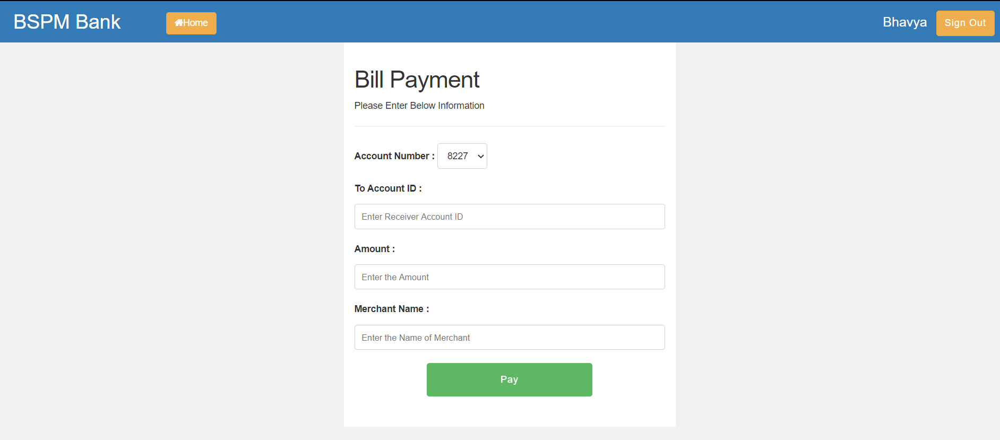 BSPM Bank
Home
Bhavya
Sign Out
Bill Payment
Please Enter Below Information
Account Number : 8227
To Account ID :
Enter Receiver Account ID
Amount :
Enter the Amount
Merchant Name :
Enter the Name of Merchant
Pay